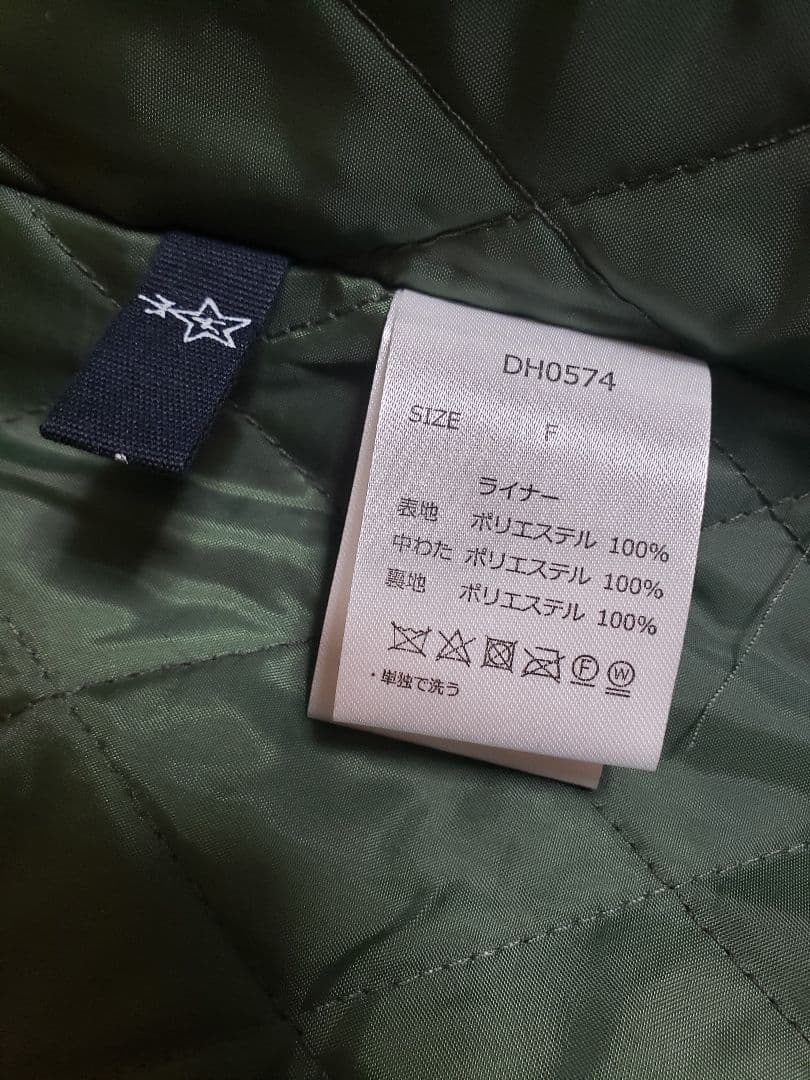 DH0574
SIZE F
ライナー
表地 ポリエステル 100%
中わた ポリエステル 100%
裏地 ポリエステル 100%
F W
・単独で洗う